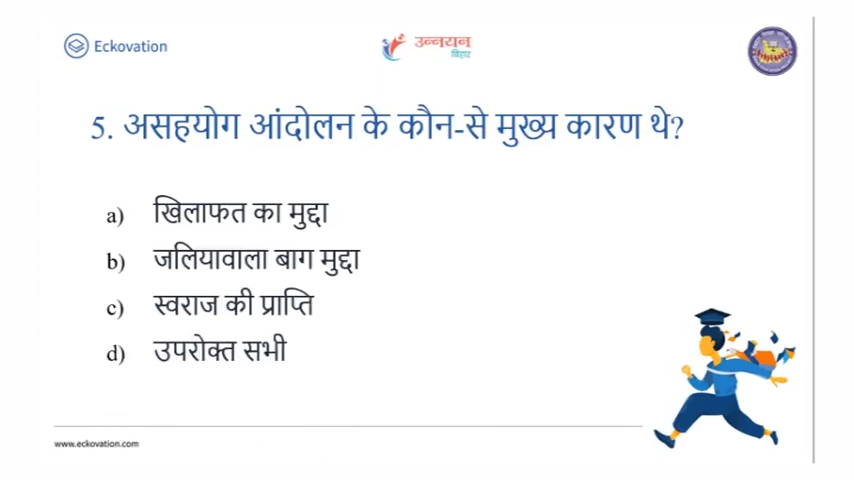 Eckovation
उन्नयन
बिहार
5. असहयोग आंदोलन के कौन-से मुख्य कारण थे?
a) खिलाफत का मुद्दा
b) जलियावाला बाग मुद्दा
c) स्वराज की प्राप्ति
d) उपरोक्त सभी
www.eckovation.com